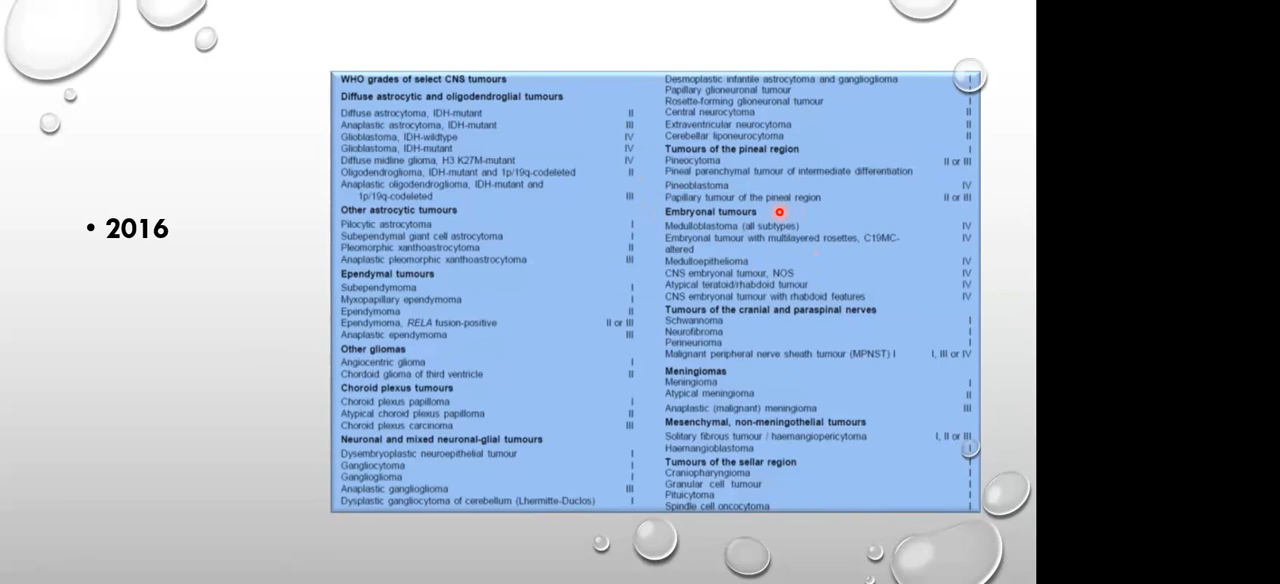 • 2016
WHO grades of select CNS tumours
Diffuse astrocytic and oligodendroglial tumours
Diffuse astrocytoma, IDH-mutant II
Anaplastic astrocytoma, IDH-mutant III
Glioblastoma, IDH-wildtype IV
Glioblastoma, IDH-mutant IV
Diffuse midline glioma, H3 K27M-mutant IV
Oligodendroglioma, IDH-mutant and 1p/19q-codeleted II
Anaplastic oligodendroglioma, IDH-mutant and
1p/19q-codeleted III
Other astrocytic tumours
Pilocytic astrocytoma I
Subependymal giant cell astrocytoma I
Pleomorphic xanthoastrocytoma II
Anaplastic pleomorphic xanthoastrocytoma III
Ependymal tumours
Subependymoma I
Myxopapillary ependymoma I
Ependymoma II
Ependymoma, RELA fusion-positive II or III
Anaplastic ependymoma III
Other gliomas
Angiocentric glioma I
Chordoid glioma of third ventricle II
Choroid plexus tumours
Choroid plexus papilloma I
Atypical choroid plexus papilloma II
Choroid plexus carcinoma III
Neuronal and mixed neuronal-glial tumours
Dysembryoplastic neuroepithelial tumour I
Gangliocytoma I
Ganglioglioma I
Anaplastic ganglioglioma III
Dysplastic gangliocytoma of cerebellum (Lhermitte-Duclos) I
Desmoplastic infantile astrocytoma and ganglioglioma I
Papillary glioneuronal tumour I
Rosette-forming glioneuronal tumour I
Central neurocytoma II
Extraventricular neurocytoma II
Cerebellar liponeurocytoma II
Tumours of the pineal region I
Pineocytoma II or III
Pineal parenchymal tumour of intermediate differentiation
Pineoblastoma IV
Papillary tumour of the pineal region II or III
Embryonal tumours
Medulloblastoma (all subtypes) IV
Embryonal tumour with multilayered rosettes, C19MC- IV
altered
Medulloepithelioma IV
CNS embryonal tumour, NOS IV
Atypical teratoid/rhabdoid tumour IV
CNS embryonal tumour with rhabdoid features IV
Tumours of the cranial and paraspinal nerves
Schwannoma I
Neurofibroma I
Perineurioma I
Malignant peripheral nerve sheath tumour (MPNST) I I, III or IV
Meningiomas
Meningioma I
Atypical meningioma II
Anaplastic (malignant) meningioma III
Mesenchymal, non-meningothelial tumours
Solitary fibrous tumour / haemangiopericytoma I, II or III
Haemangioblastoma I
Tumours of the sellar region
Craniopharyngioma I
Granular cell tumour I
Pituicytoma I
Spindle cell oncocytoma I